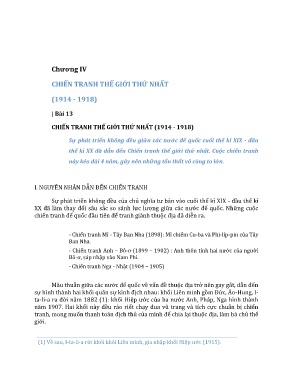 Chương IV
CHIẾN TRANH THẾ GIỚI THỨ NHẤT
(1914 - 1918)
| Bài 13
CHIẾN TRANH THẾ GIỚI THỨ NHẤT (1914 - 1918)
Sự phát triển không đều giữa các nước đế quốc cuối thế kỉ XIX - đầu
thế kỉ XX đã dẫn đến Chiến tranh thế giới thứ nhất. Cuộc chiến tranh
này kéo dài 4 năm, gây nên những tổn thất vô cùng to lớn.
I. NGUYÊN NHÂN DẪN ĐẾN CHIẾN TRANH
Sự phát triển không đều của chủ nghĩa tư bản vào cuối thế kỉ XIX - đầu thế kỉ
XX đã làm thay đổi sâu sắc so sánh lực lượng giữa các nước đế quốc. Những cuộc
chiến tranh đế quốc đầu tiên để tranh giành thuộc địa đã diễn ra.
- Chiến tranh Mĩ - Tây Ban Nha (1898): Mĩ chiếm Cu-ba và Phi-líp-pin của Tây
Ban Nha.
- Chiến tranh Anh – Bô-ơ (1899 – 1902) : Anh thôn tính hai nước của người
Bô-ơ, sáp nhập vào Nam Phi.
- Chiến tranh Nga - Nhật (1904 – 1905)
Mâu thuẫn giữa các nước đế quốc về vấn đề thuộc địa trở nên gay gắt, dẫn đến
sự hình thành hai khối quân sự kình địch nhau: khối Liên minh gồm Đức, Áo-Hung, I-
ta-li-a ra đời năm 1882 (1); khối Hiệp ước của ba nước Anh, Pháp, Nga hình thành
năm 1907. Hai khối này đều ráo riết chạy đua vũ trang và tích cực chuẩn bị chiến
tranh, mong muốn thanh toán địch thủ của mình để chia lại thuộc địa, làm bá chủ thế
giới.
(1) Về sau, I-ta-li-a rút khỏi khối Liên minh, gia nhập khối Hiệp ước (1915).